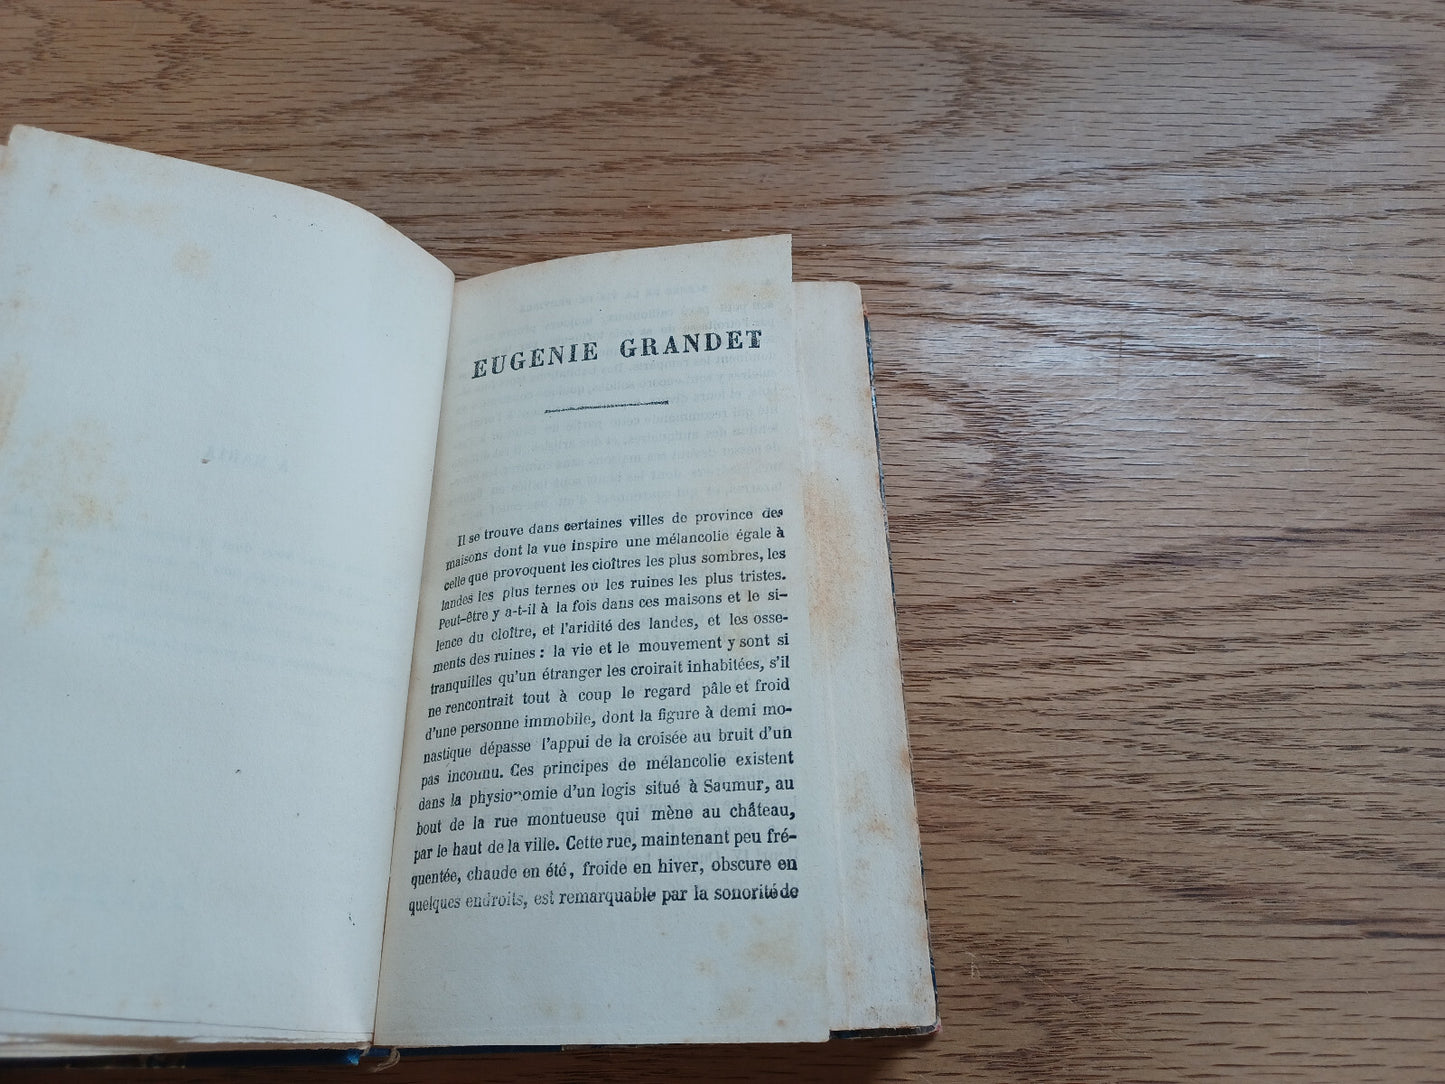 EUGENIE GRANDET
Il se trouve dans certaines villes de province des
maisons dont la vue inspire une mélancolie égale à
celle que provoquent les cloîtres les plus sombres, les
landes les plus ternes ou les ruines les plus tristes.
Peut-être y a-t-il à la fois dans ces maisons et le si-
lence du cloître, et l'aridité des landes, et les osse-
ments des ruines : la vie et le mouvement y sont si
tranquilles qu'un étranger les croirait inhabitées, s'il
ne rencontrait tout à coup le regard pâle et froid
d'une personne immobile, dont la figure à demi mo-
nastique dépasse l'appui de la croisée au bruit d'un
pas inconnu. Ces principes de mélancolie existent
dans la physionomie d'un logis situé à Saumur, au
bout de la rue montueuse qui mène au château,
par le haut de la ville. Cette rue, maintenant peu fré-
quentée, chaude en été, froide en hiver, obscure en
quelques endroits, est remarquable par la sonorité de